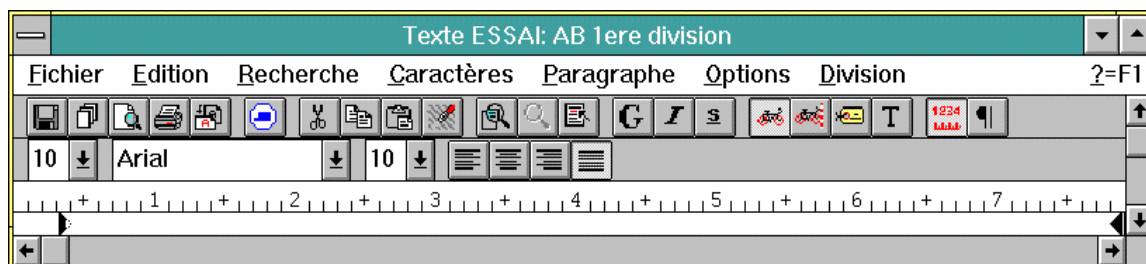 Texte ESSAI: AB 1ere division
Fichier Edition Recherche Caractères Paragraphe Options Division ?=F1
A G I S T 1234 ¶
10 Arial 10
+ 1 + 2 + 3 + 4 + 5 + 6 + 7 +